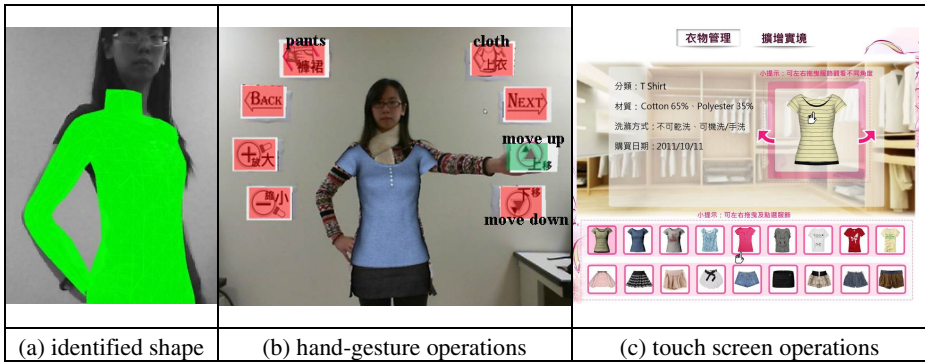 pants
褲裙
cloth
上衣
BACK
NEXT
放大
move up
上移
縮小
下移
move down
衣物管理
擴增實境
小提示：可左右拖曳服飾觀看不同角度
分類：T Shirt
材質：Cotton 65%、Polyester 35%
洗滌方式：不可乾洗、可機洗/手洗
購買日期：2011/10/11
小提示：可左右拖曳及點選服飾
(a) identified shape
(b) hand-gesture operations
(c) touch screen operations